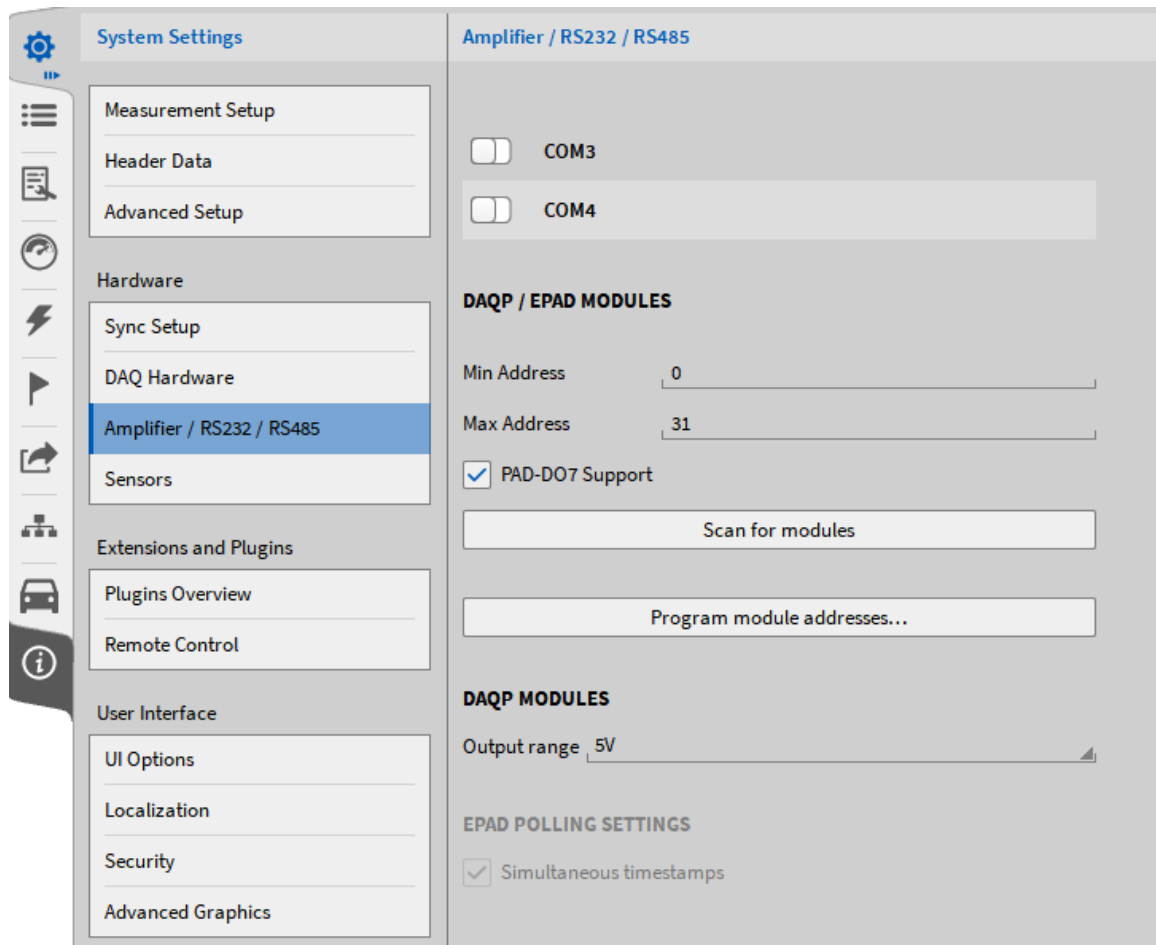 System Settings
Measurement Setup
Header Data
Advanced Setup
Hardware
Sync Setup
DAQ Hardware
Amplifier / RS232 / RS485
Sensors
Extensions and Plugins
Plugins Overview
Remote Control
User Interface
UI Options
Localization
Security
Advanced Graphics
Amplifier / RS232 / RS485
COM3
COM4
DAQP / EPAD MODULES
Min Address 0
Max Address 31
PAD-DO7 Support
Scan for modules
Program module addresses...
DAQP MODULES
Output range 5V
EPAD POLLING SETTINGS
Simultaneous timestamps